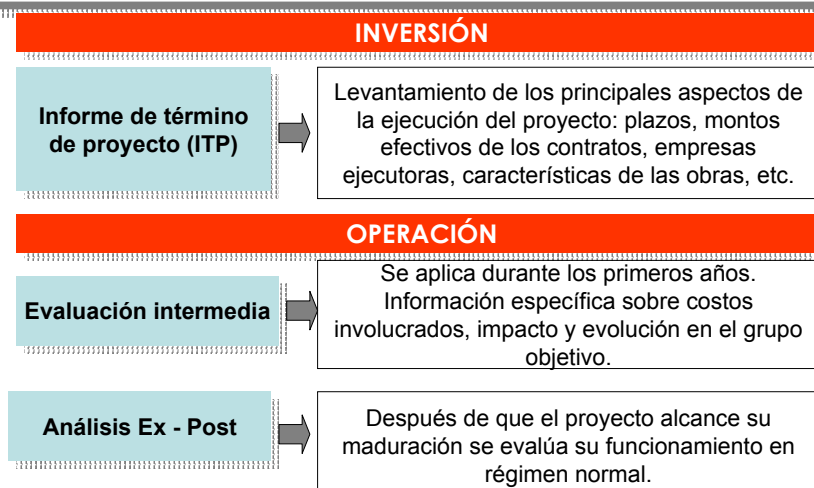 INVERSIÓN
Informe de término
de proyecto (ITP)
Levantamiento de los principales aspectos de
la ejecución del proyecto: plazos, montos
efectivos de los contratos, empresas
ejecutoras, características de las obras, etc.
OPERACIÓN
Evaluación intermedia
Se aplica durante los primeros años.
Información específica sobre costos
involucrados, impacto y evolución en el grupo
objetivo.
Análisis Ex - Post
Después de que el proyecto alcance su
maduración se evalúa su funcionamiento en
régimen normal.